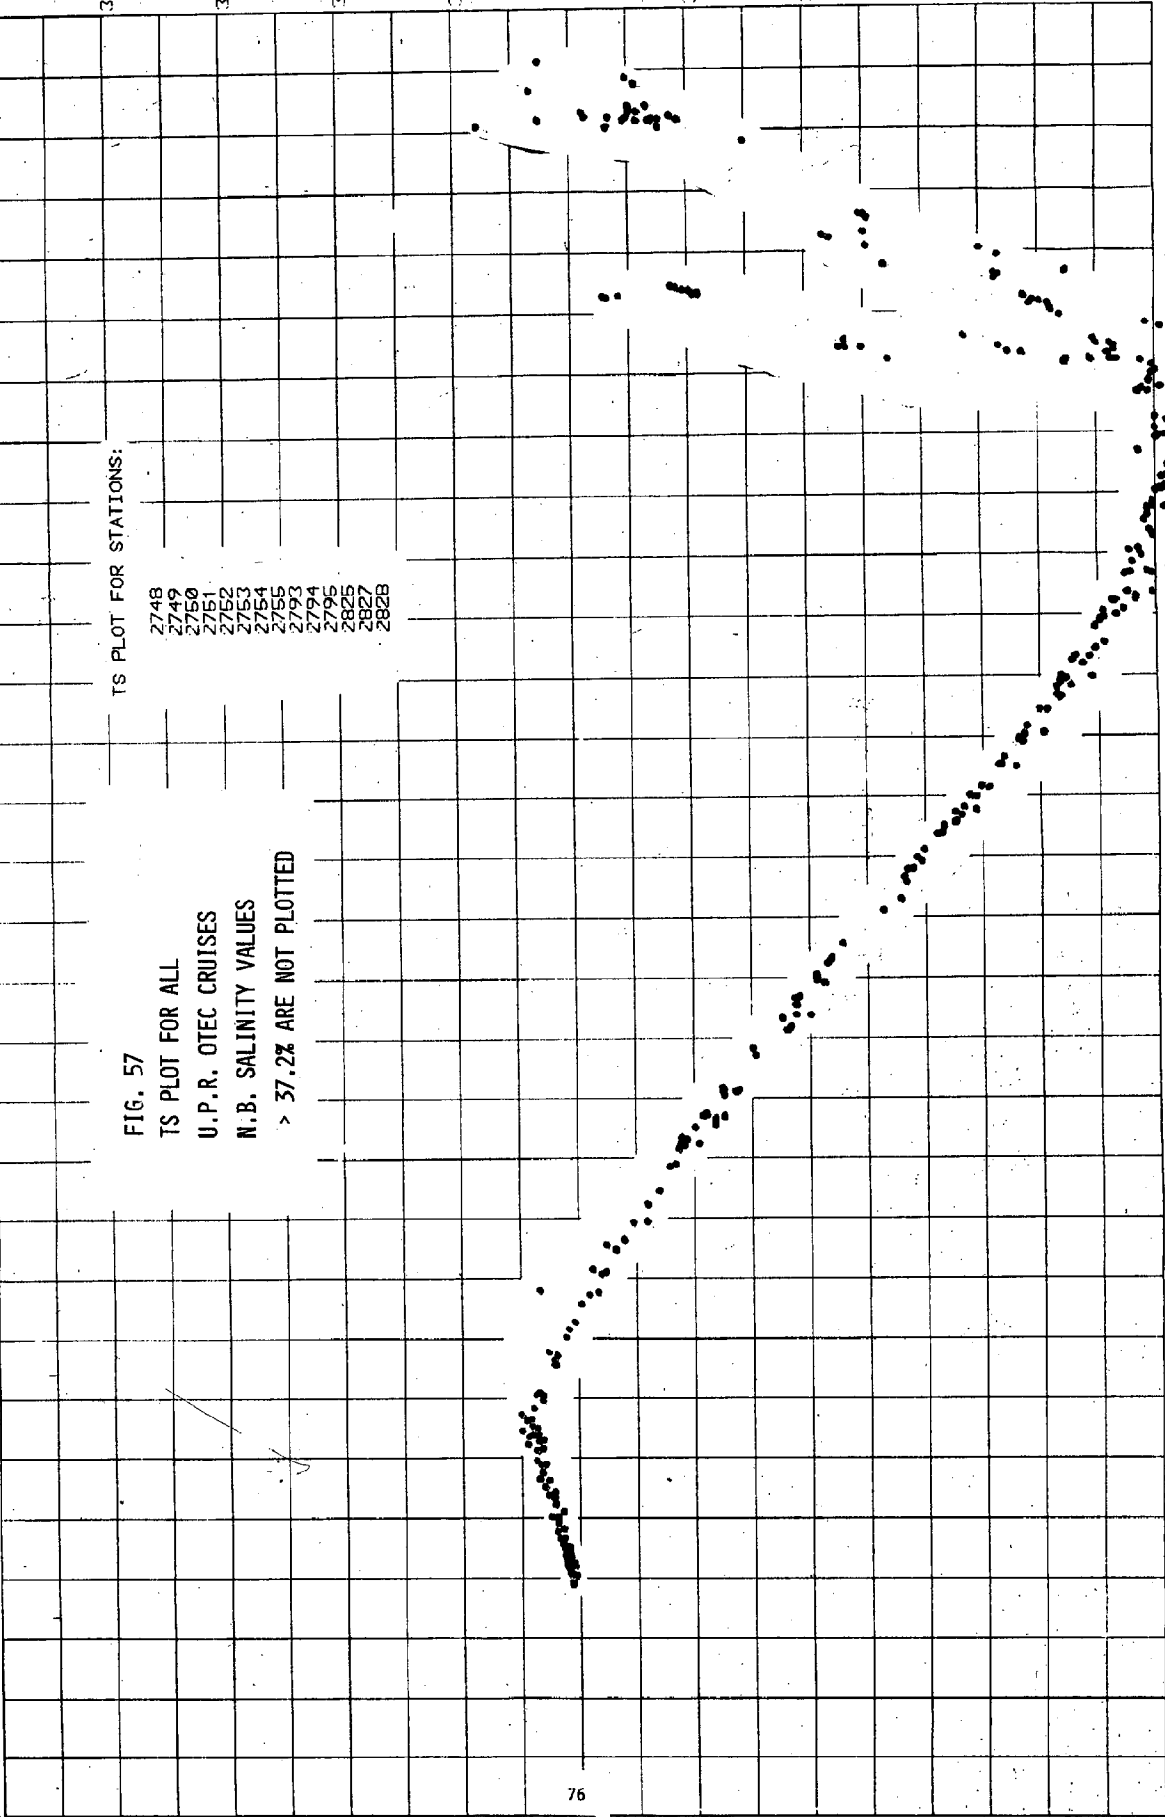 TS PLOT FOR STATIONS:
2748
2749
2750
2751
2752
2753
2754
2755
2793
2794
2795
2825
2827
2828
FIG. 57
TS PLOT FOR ALL
U.P.R. OTEC CRUISES
N.B. SALINITY VALUES
> 37.2% ARE NOT PLOTTED
76